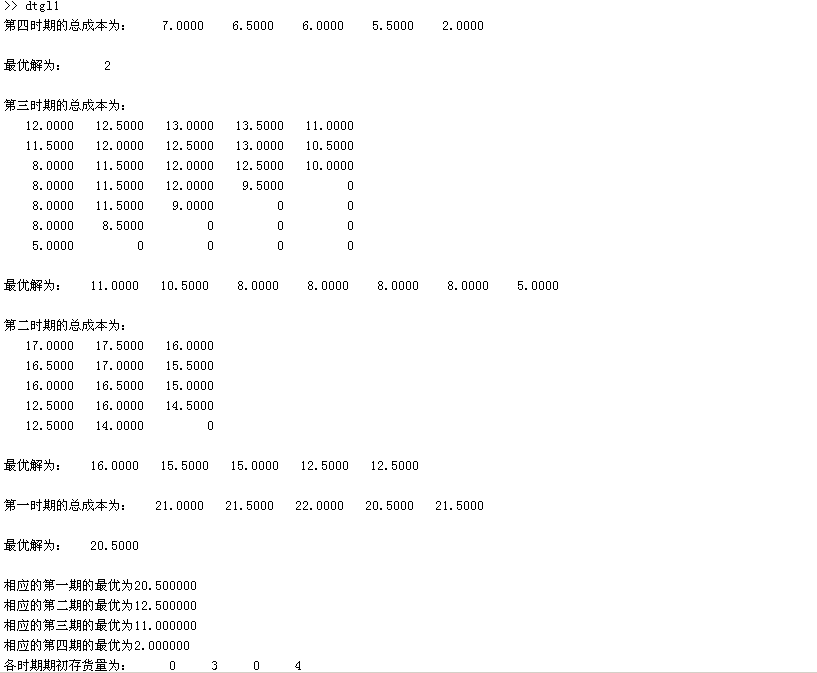 >> dtgl1
第四时期的总成本为: 7.0000 6.5000 6.0000 5.5000 2.0000
最优解为: 2
第三时期的总成本为:
12.0000 12.5000 13.0000 13.5000 11.0000
11.5000 12.0000 12.5000 13.0000 10.5000
8.0000 11.5000 12.0000 12.5000 10.0000
8.0000 11.5000 12.0000 9.5000 0
8.0000 11.5000 9.0000 0 0
8.0000 8.5000 0 0 0
5.0000 0 0 0 0
最优解为: 11.0000 10.5000 8.0000 8.0000 8.0000 8.0000 5.0000
第二时期的总成本为:
17.0000 17.5000 16.0000
16.5000 17.0000 15.5000
16.0000 16.5000 15.0000
12.5000 16.0000 14.5000
12.5000 14.0000 0
最优解为: 16.0000 15.5000 15.0000 12.5000 12.5000
第一时期的总成本为: 21.0000 21.5000 22.0000 20.5000 21.5000
最优解为: 20.5000
相应的第一期的最优为20.500000
相应的第二期的最优为12.500000
相应的第三期的最优为11.000000
相应的第四期的最优为2.000000
各时期期初存货量为: 0 3 0 4